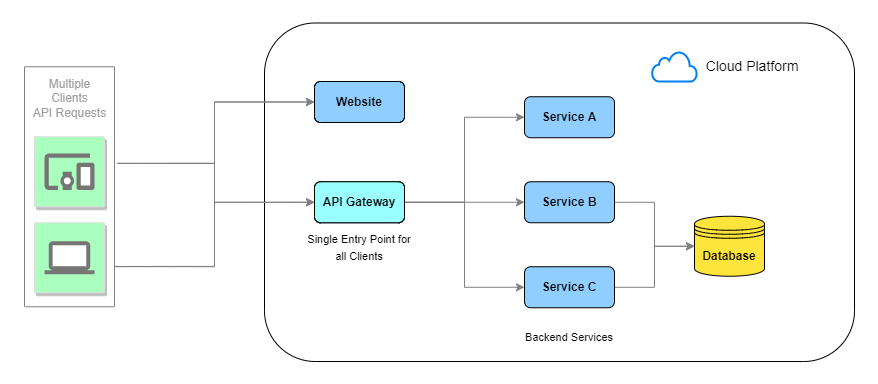 Multiple
Clients
API Requests
Cloud Platform
Website
API Gateway
Single Entry Point for
all Clients
Service A
Service B
Service C
Database
Backend Services